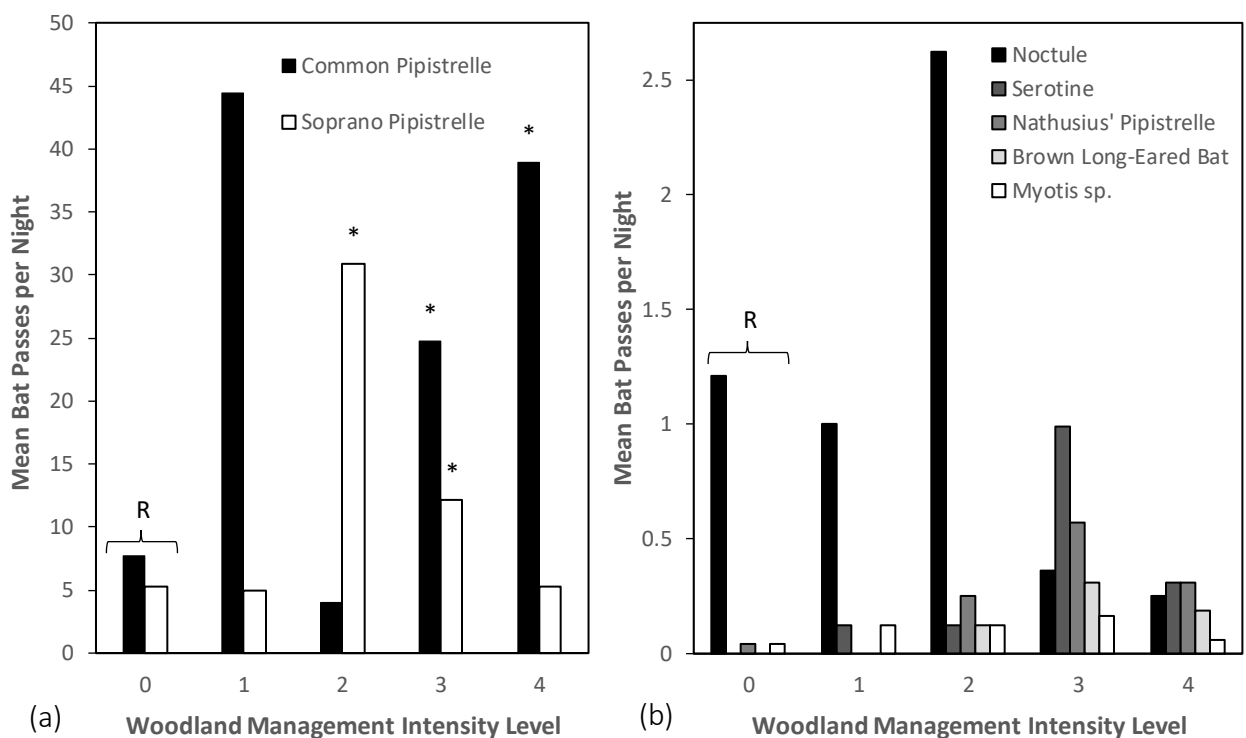 50
45
40
35
30
25
20
15
10
5
0
Mean Bat Passes per Night
Common Pipistrelle
Soprano Pipistrelle
*
*
*
*
R
0 1 2 3 4
(a)
Woodland Management Intensity Level
2.5
2
1.5
1
0.5
0
Mean Bat Passes per Night
Noctule
Serotine
Nathusius' Pipistrelle
Brown Long-Eared Bat
Myotis sp.
R
0 1 2 3 4
(b)
Woodland Management Intensity Level